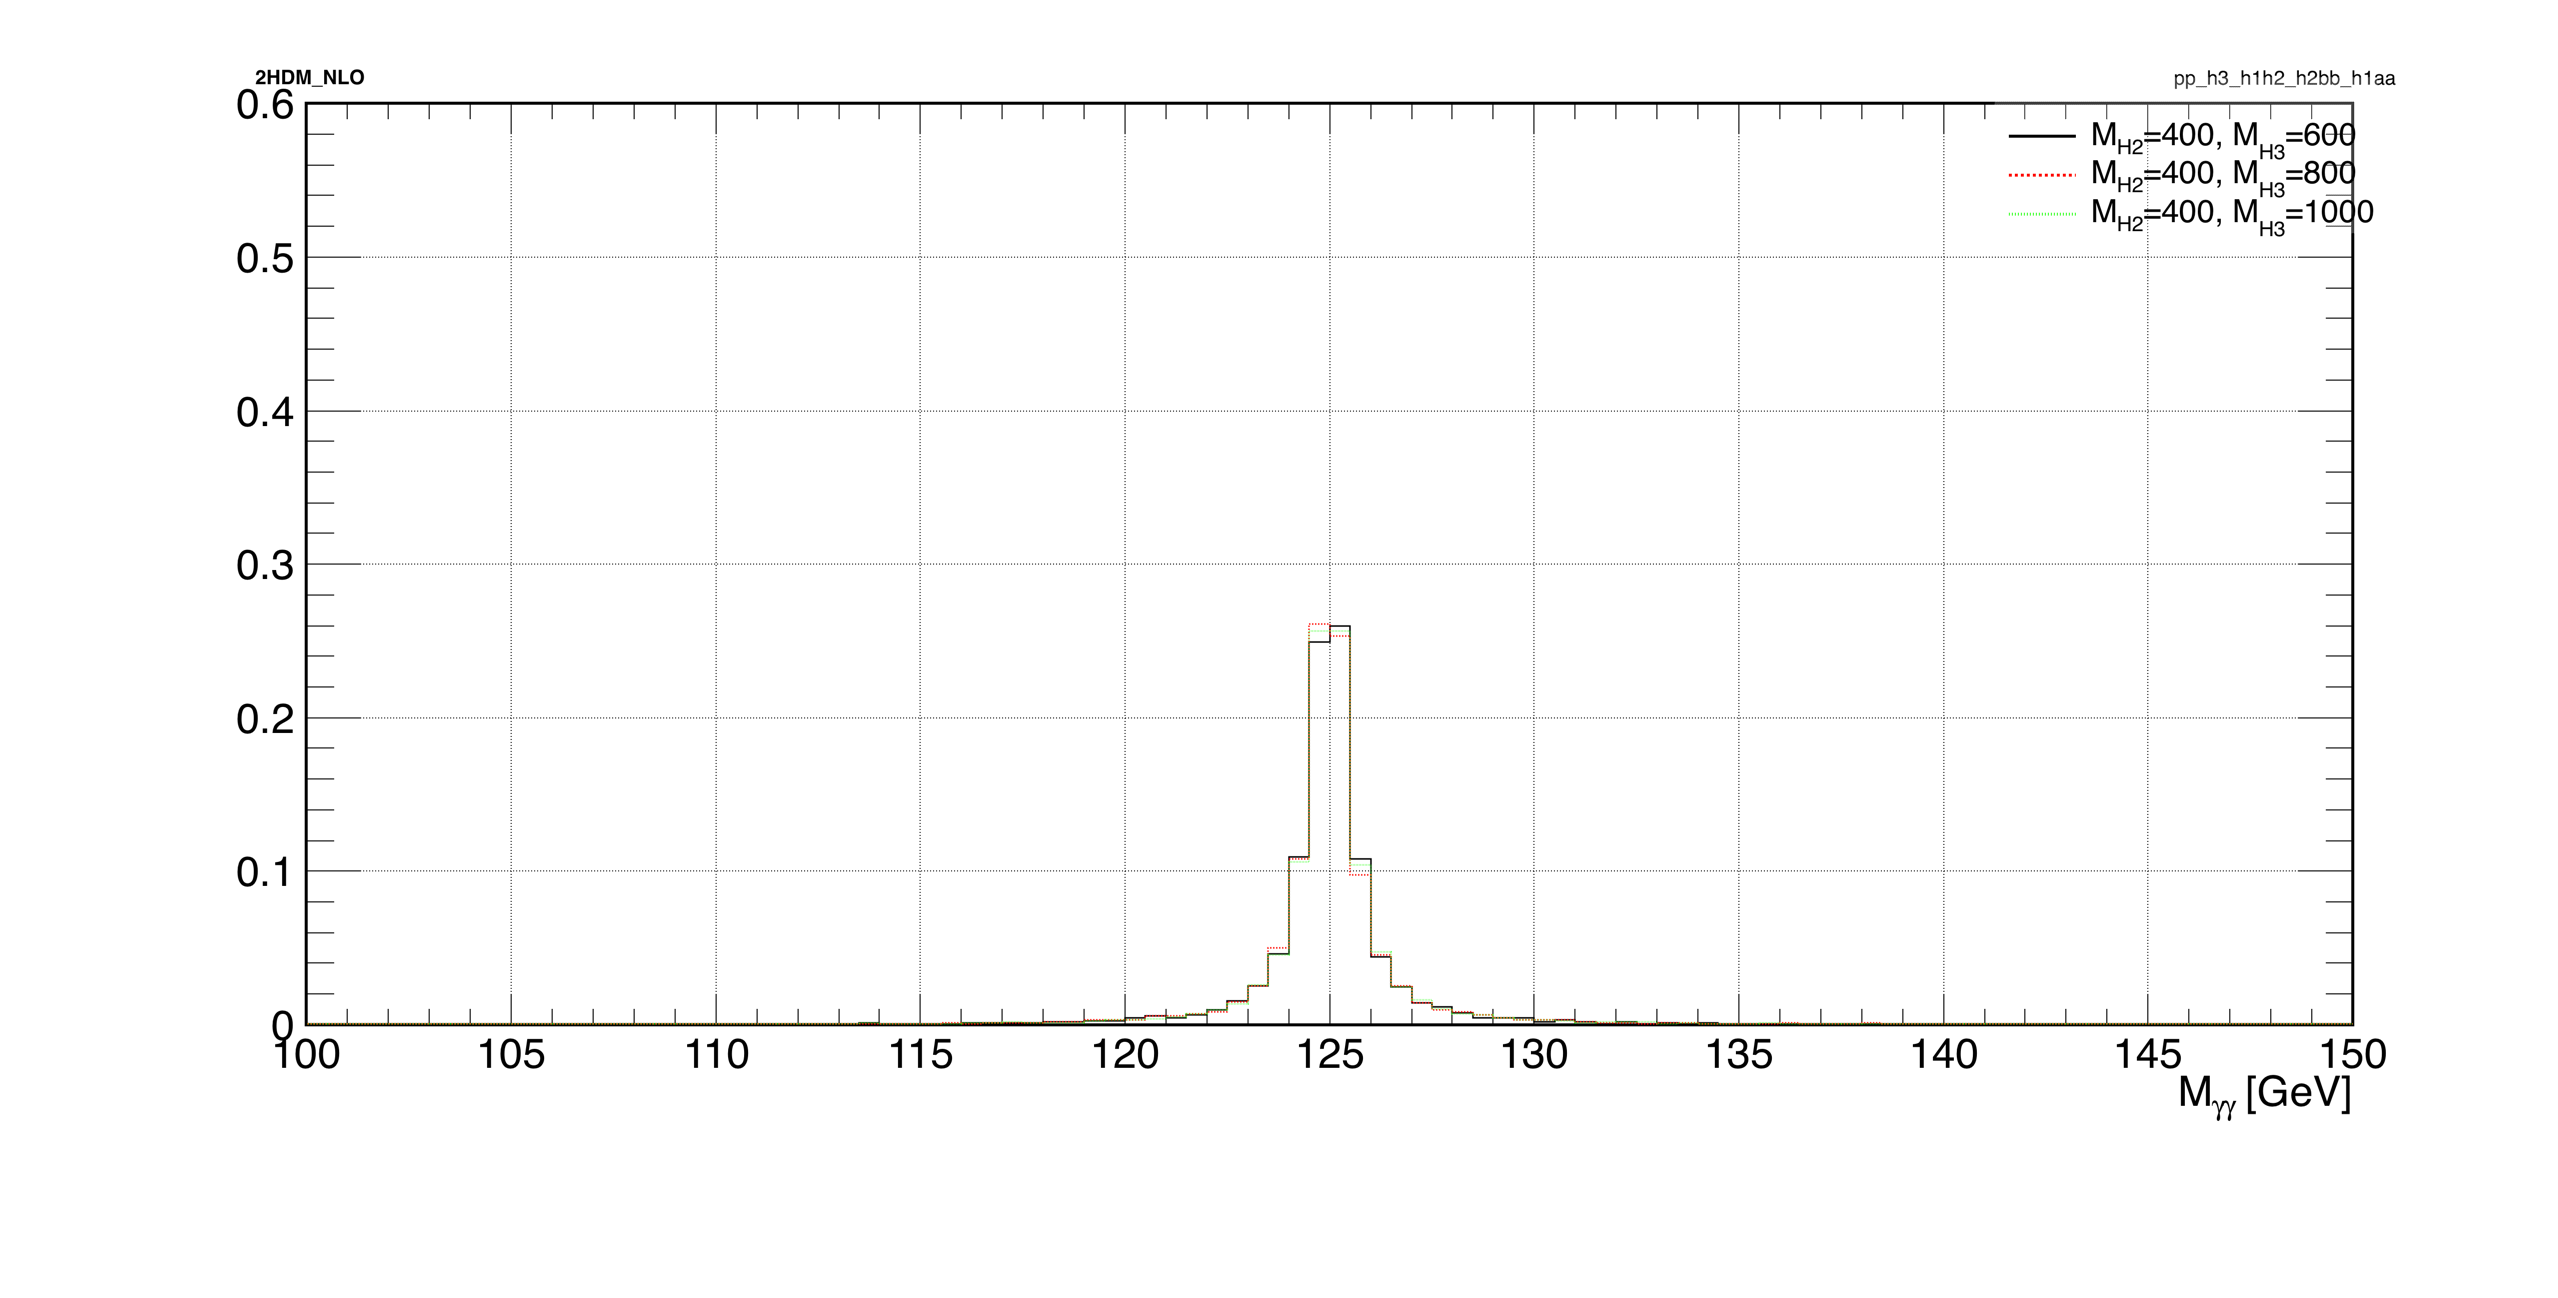 2HDM_NLO
pp_h3_h1h2_h2bb_h1aa
0.6
M_H2=400, M_H3=600
M_H2=400, M_H3=800
M_H2=400, M_H3=1000
0.5
0.4
0.3
0.2
0.1
0
100 105 110 115 120 125 130 135 140 145 150
M_γγ [GeV]